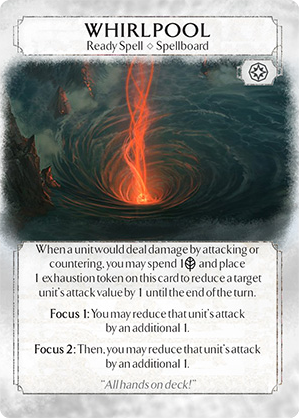 WHIRLPOOL
Ready Spell ◇ Spellboard
When a unit would deal damage by attacking or
countering, you may spend 1 and place
1 exhaustion token on this card to reduce a target
unit's attack value by 1 until the end of the turn.
Focus 1: You may reduce that unit's attack
by an additional 1.
Focus 2: Then, you may reduce that unit's attack
by an additional 1.
"All hands on deck!"